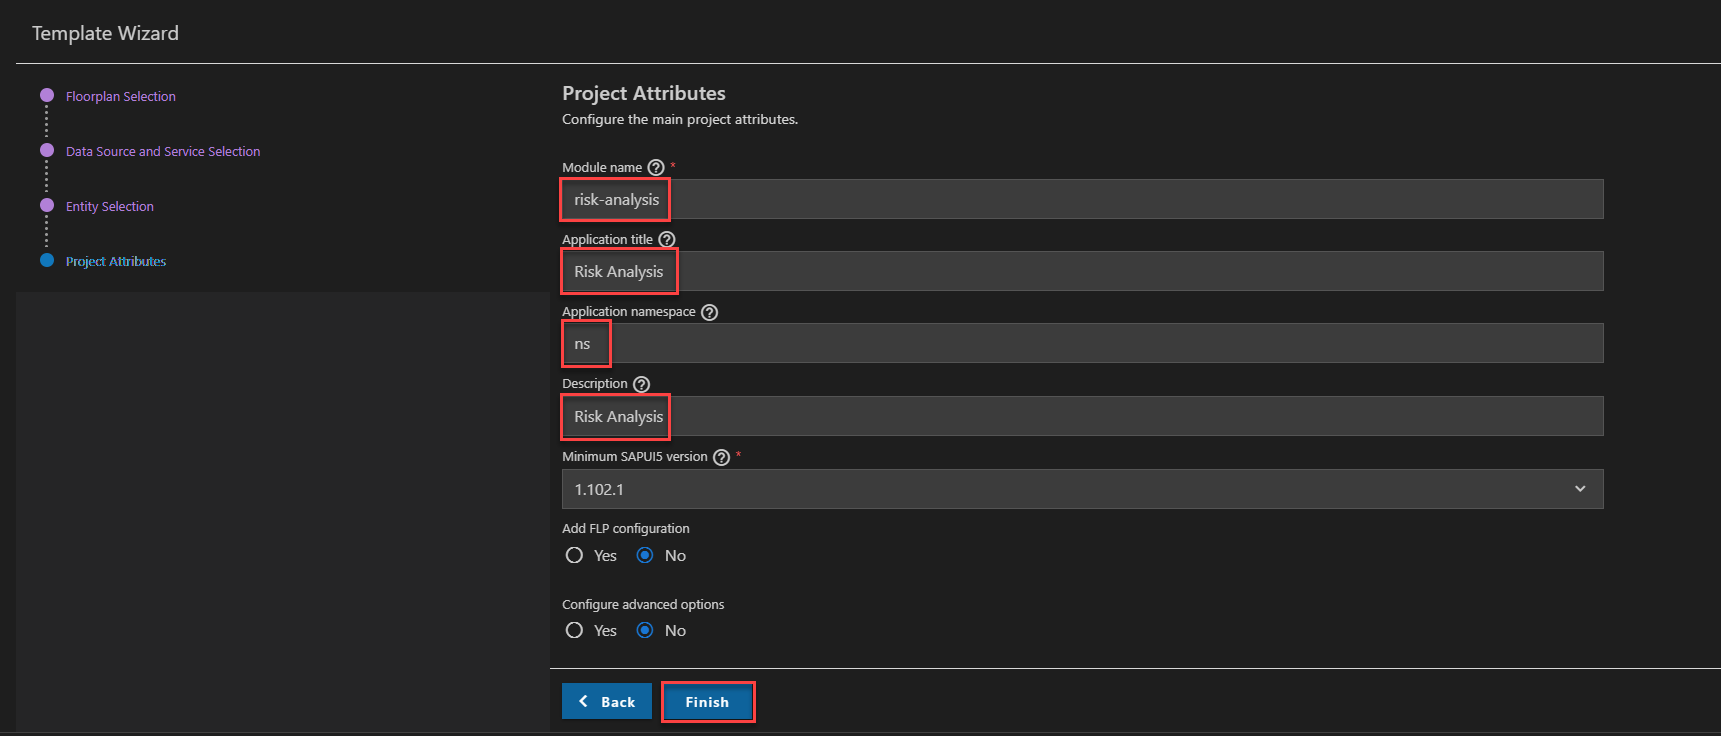 Template Wizard
Floorplan Selection
Data Source and Service Selection
Entity Selection
Project Attributes
Project Attributes
Configure the main project attributes.
Module name ? *
risk-analysis
Application title ?
Risk Analysis
Application namespace ?
ns
Description ?
Risk Analysis
Minimum SAPUI5 version ? *
1.102.1
Add FLP configuration
Yes No
Configure advanced options
Yes No
Back Finish